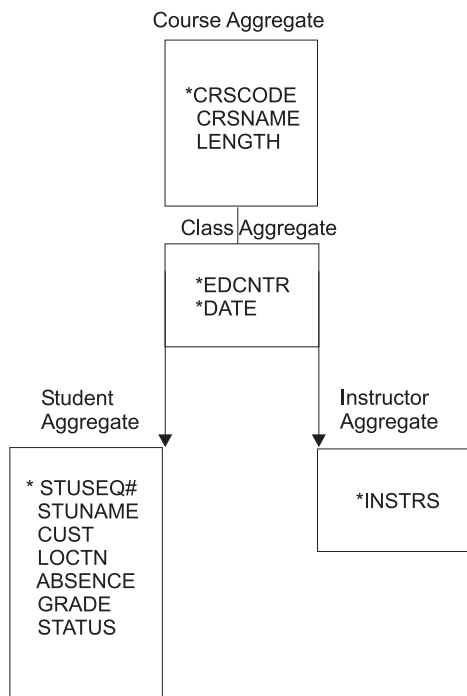 Course Aggregate
*CRSCODE
CRSNAME
LENGTH
Class Aggregate
*EDCNTR
*DATE
Student
Aggregate
* STUSEQ#
STUNAME
CUST
LOCTN
ABSENCE
GRADE
STATUS
Instructor
Aggregate
*INSTRS